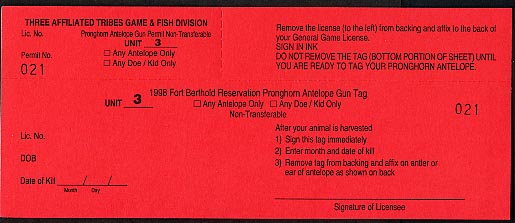 THREE AFFILIATED TRIBES GAME & FISH DIVISION
Lic. No.
Pronghorn Antelope Gun Permit Non-Transferable
UNIT 3
Permit No.
☐ Any Antelope Only
021
☐ Any Doe / Kid Only
Remove the license (to the left) from backing and affix to the back of
your General Game License.
SIGN IN INK
DO NOT REMOVE THE TAG (BOTTOM PORTION OF SHEET) UNTIL
YOU ARE READY TO TAG YOUR PRONGHORN ANTELOPE.
1998 Fort Berthold Reservation Pronghorn Antelope Gun Tag
UNIT 3
☐ Any Antelope Only ☐ Any Doe / Kid Only
Non-Transferable
021
Lic. No.
DOB
Date of Kill / /
Month Day
After your animal is harvested
1) Sign this tag immediately
2) Enter month and date of kill
3) Remove tag from backing and affix on antler or
ear of antelope as shown on back
Signature of Licensee